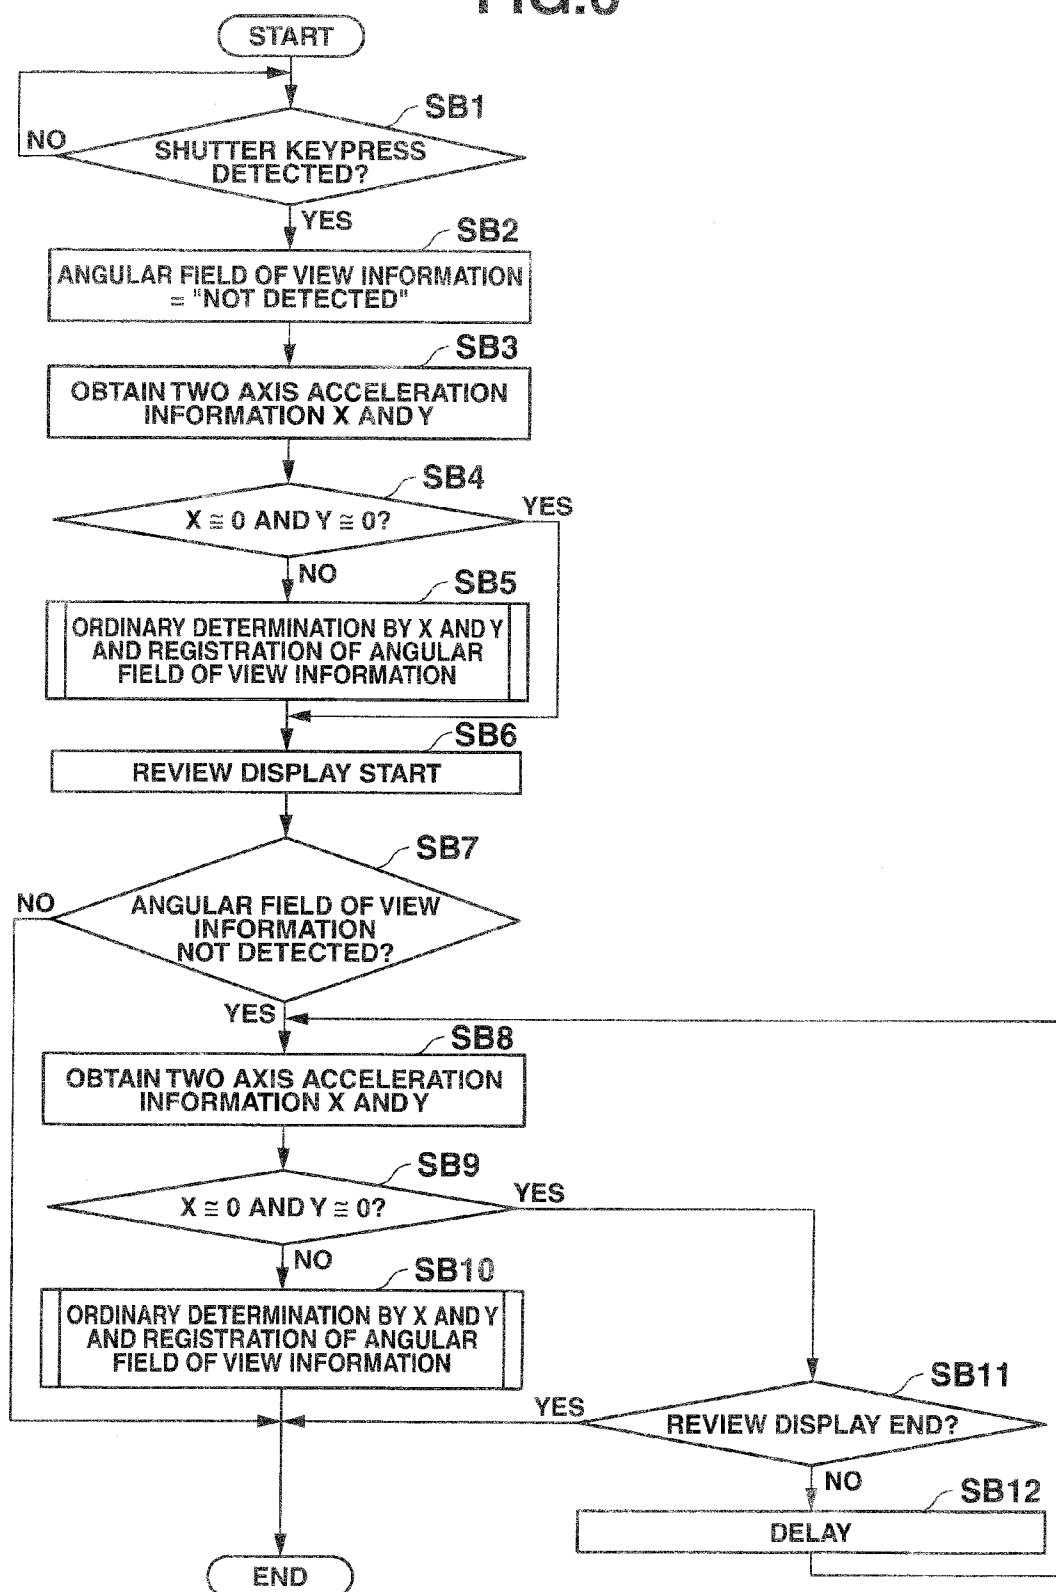 START
SB1
NO
SHUTTER KEYPRESS
DETECTED?
YES
SB2
ANGULAR FIELD OF VIEW INFORMATION
= "NOT DETECTED"
SB3
OBTAIN TWO AXIS ACCELERATION
INFORMATION X AND Y
SB4
X ≅ 0 AND Y ≅ 0?
YES
NO
SB5
ORDINARY DETERMINATION BY X AND Y
AND REGISTRATION OF ANGULAR
FIELD OF VIEW INFORMATION
SB6
REVIEW DISPLAY START
SB7
NO
ANGULAR FIELD OF VIEW
INFORMATION
NOT DETECTED?
YES
SB8
OBTAIN TWO AXIS ACCELERATION
INFORMATION X AND Y
SB9
X ≅ 0 AND Y ≅ 0?
YES
NO
SB10
ORDINARY DETERMINATION BY X AND Y
AND REGISTRATION OF ANGULAR
FIELD OF VIEW INFORMATION
SB11
YES
REVIEW DISPLAY END?
NO
SB12
DELAY
END